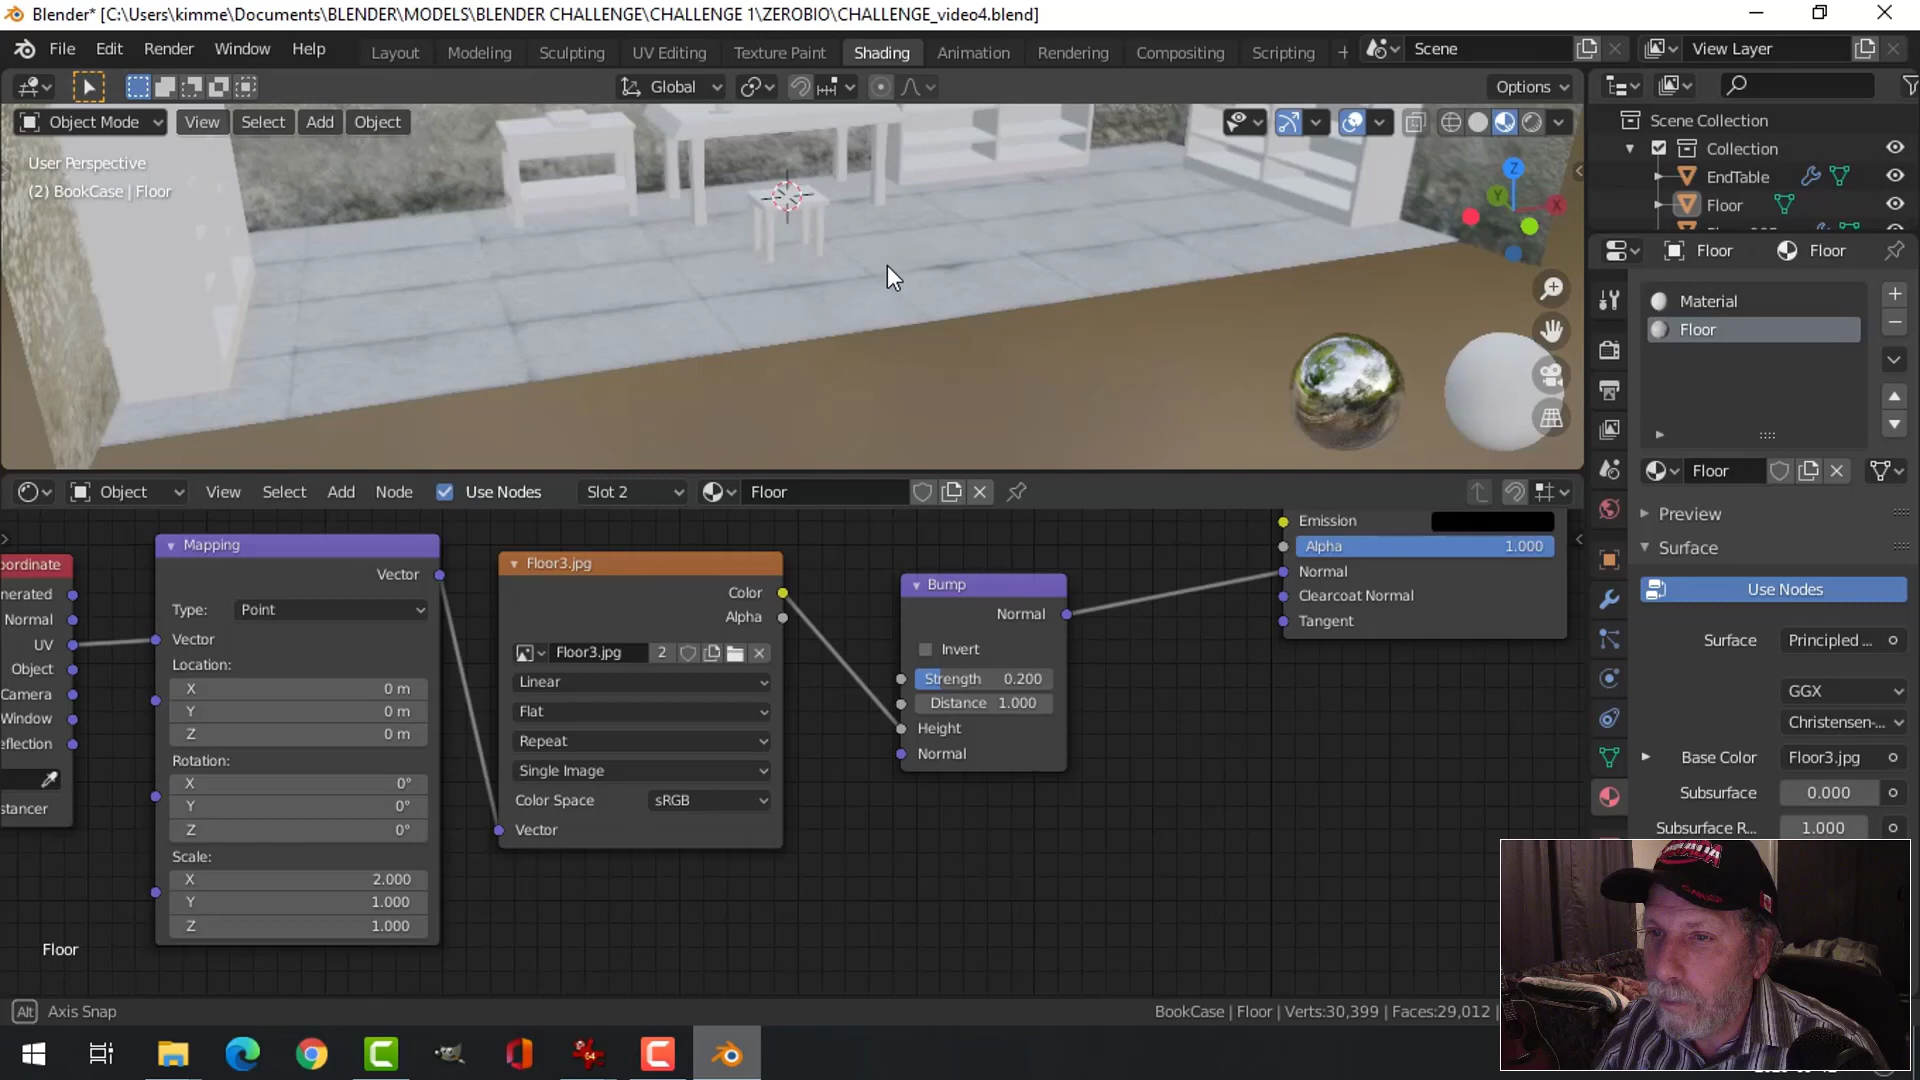 Blender* [C:\Users\kimme\Documents\BLENDER\MODELS\BLENDER CHALLENGE\CHALLENGE 1\ZEROBIO\CHALLENGE_video4.blend]
File Edit Render Window Help Layout Modeling Sculpting UV Editing Texture Paint Shading Animation Rendering Compositing Scripting + Scene View Layer
Global Options
Object Mode View Select Add Object
User Perspective
(2) BookCase | Floor
Z
Y
X
Scene Collection
Collection
EndTable
Floor
Floor Floor
Material
Floor
Floor
Preview
Surface
Use Nodes
Surface Principled ...
GGX
Christensen-...
Base Color Floor3.jpg
Subsurface 0.000
Subsurface R... 1.000
Object View Select Add Node Use Nodes Slot 2 Floor
oordinate
nerated
Normal
UV
Object
Camera
Window
eflection
stancer
Mapping
Vector
Type: Point
Vector
Location:
X 0 m
Y 0 m
Z 0 m
Rotation:
X 0°
Y 0°
Z 0°
Scale:
X 2.000
Y 1.000
Z 1.000
Floor3.jpg
Color
Alpha
Floor3.jpg 2
Linear
Flat
Repeat
Single Image
Color Space sRGB
Vector
Bump
Normal
Invert
Strength 0.200
Distance 1.000
Height
Normal
Emission
Alpha 1.000
Normal
Clearcoat Normal
Tangent
Floor
Alt Axis Snap
BookCase | Floor | Verts:30,399 | Faces:29,012 |